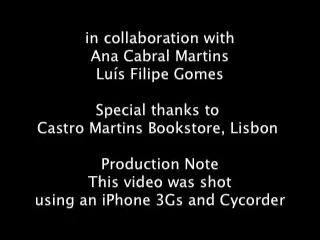 in collaboration with
Ana Cabral Martins
Luís Filipe Gomes
Special thanks to
Castro Martins Bookstore, Lisbon
Production Note
This video was shot
using an iPhone 3Gs and Cycorder